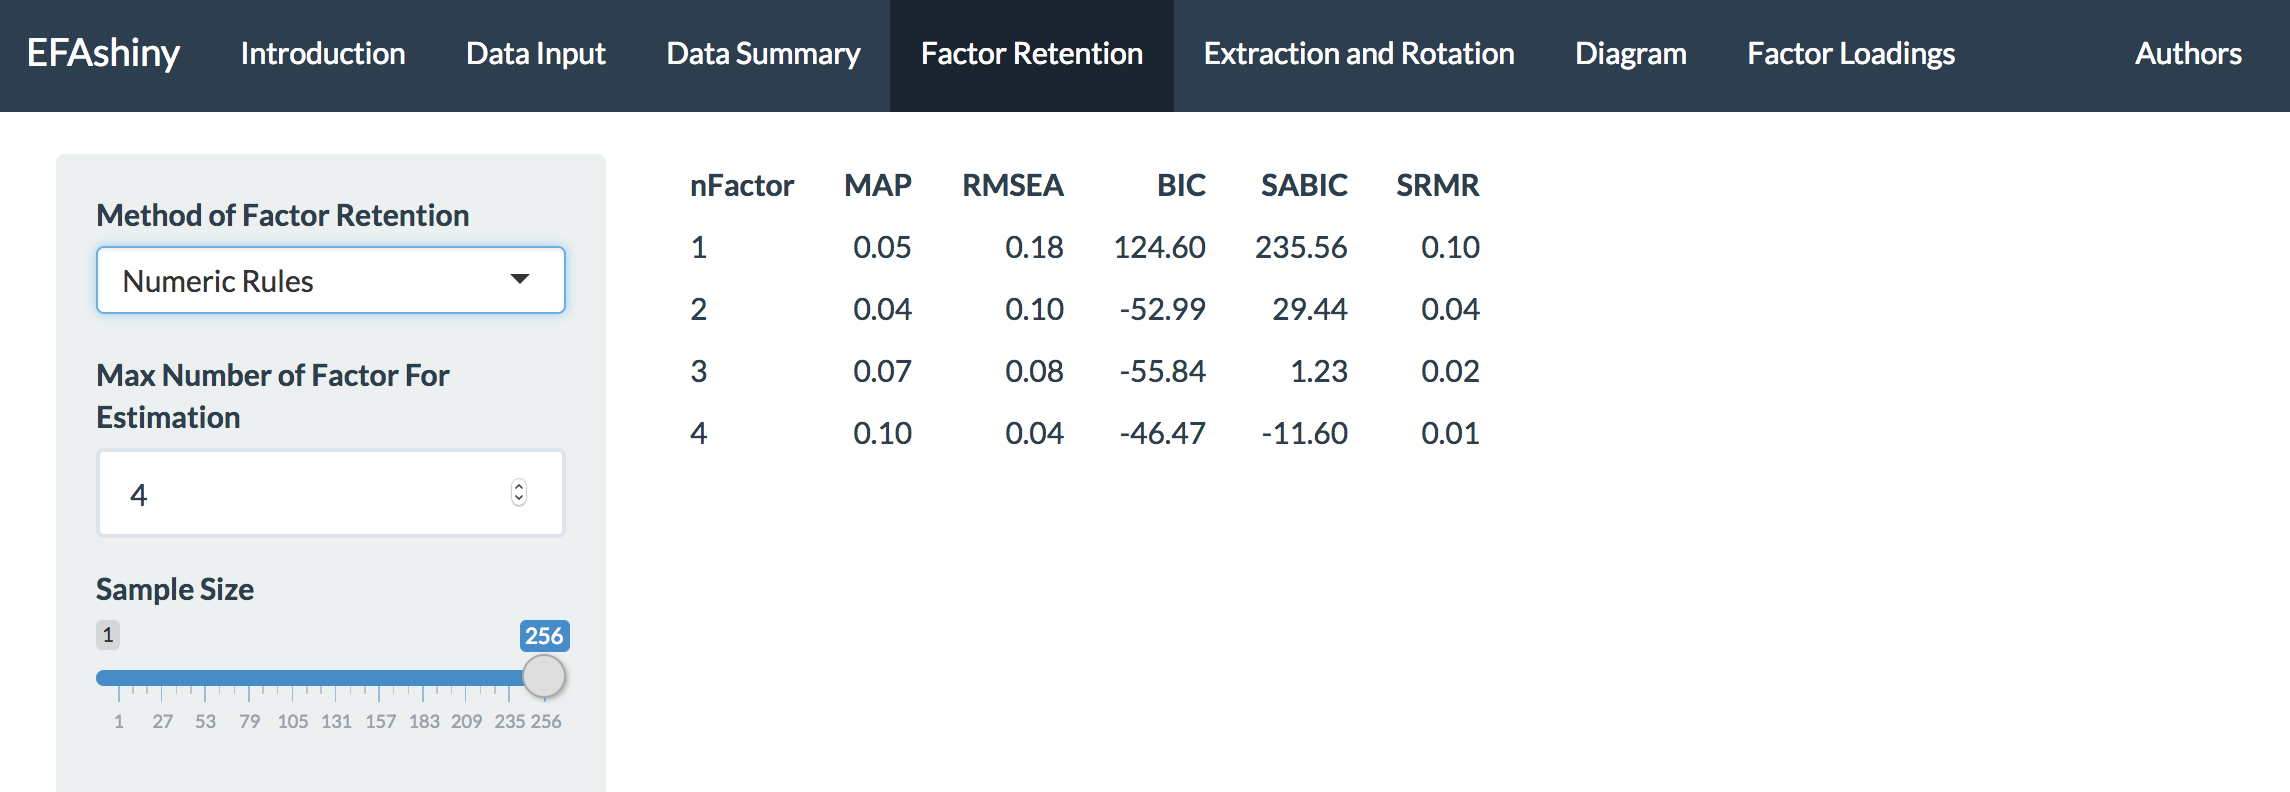 EFAshiny Introduction Data Input Data Summary Factor Retention Extraction and Rotation Diagram Factor Loadings Authors
Method of Factor Retention
Numeric Rules
Max Number of Factor For
Estimation
4
Sample Size
1 256
1 27 53 79 105 131 157 183 209 235 256
nFactor MAP RMSEA BIC SABIC SRMR
1 0.05 0.18 124.60 235.56 0.10
2 0.04 0.10 -52.99 29.44 0.04
3 0.07 0.08 -55.84 1.23 0.02
4 0.10 0.04 -46.47 -11.60 0.01